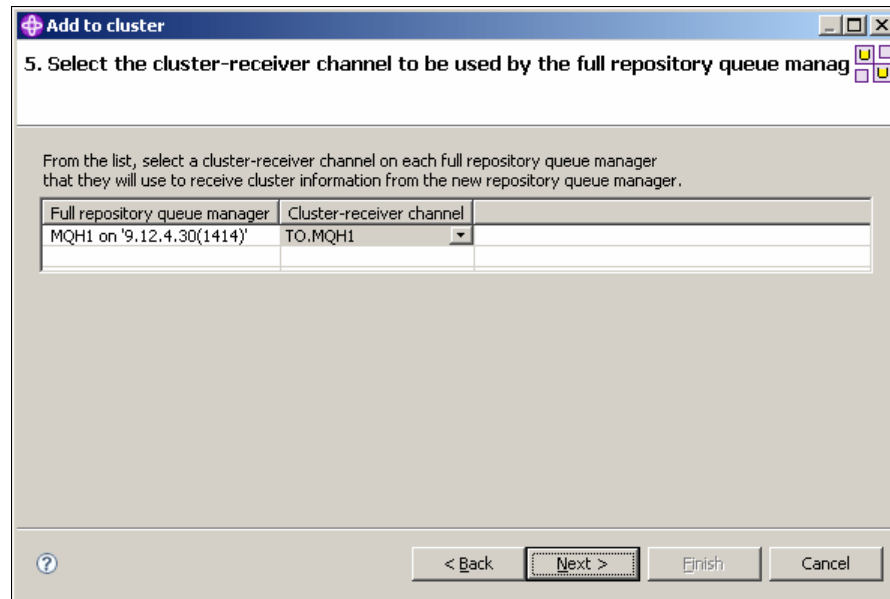 Add to cluster
5. Select the cluster-receiver channel to be used by the full repository queue manag
From the list, select a cluster-receiver channel on each full repository queue manager
that they will use to receive cluster information from the new repository queue manager.
Full repository queue manager Cluster-receiver channel
MQH1 on '9.12.4.30(1414)' TO.MQH1
? < Back Next > Finish Cancel